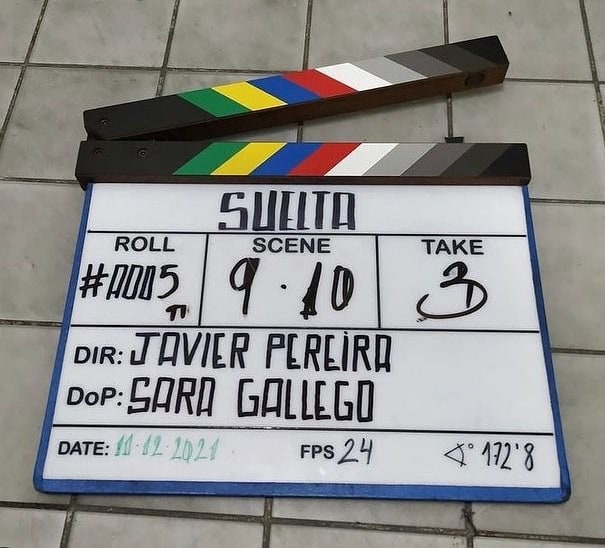 SUELTA
ROLL SCENE TAKE
#A005 9.10 3
DIR: JAVIER PEREIRA
DoP: SARA GALLEGO
DATE: 11·12·2021 FPS 24 ∢° 172'8